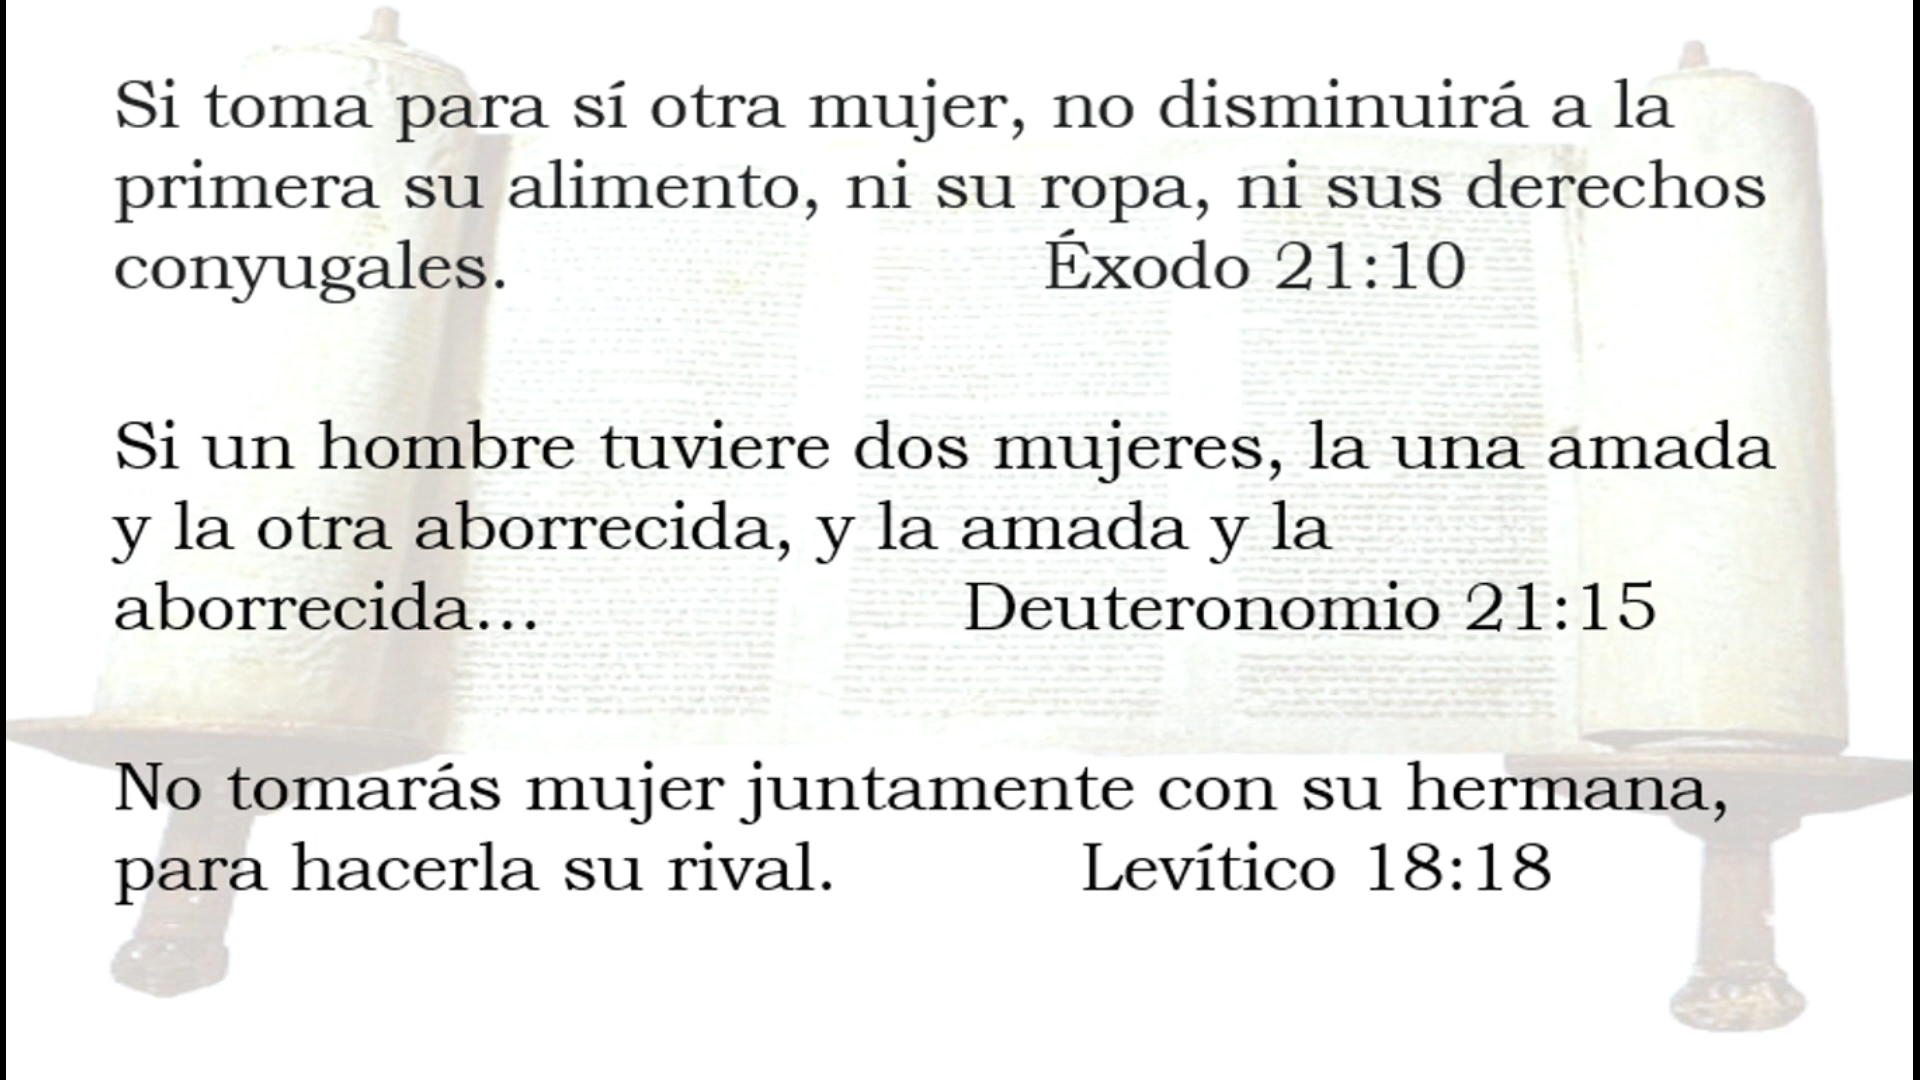 Si toma para sí otra mujer, no disminuirá a la
primera su alimento, ni su ropa, ni sus derechos
conyugales. Éxodo 21:10
Si un hombre tuviere dos mujeres, la una amada
y la otra aborrecida, y la amada y la
aborrecida... Deuteronomio 21:15
No tomarás mujer juntamente con su hermana,
para hacerla su rival. Levítico 18:18